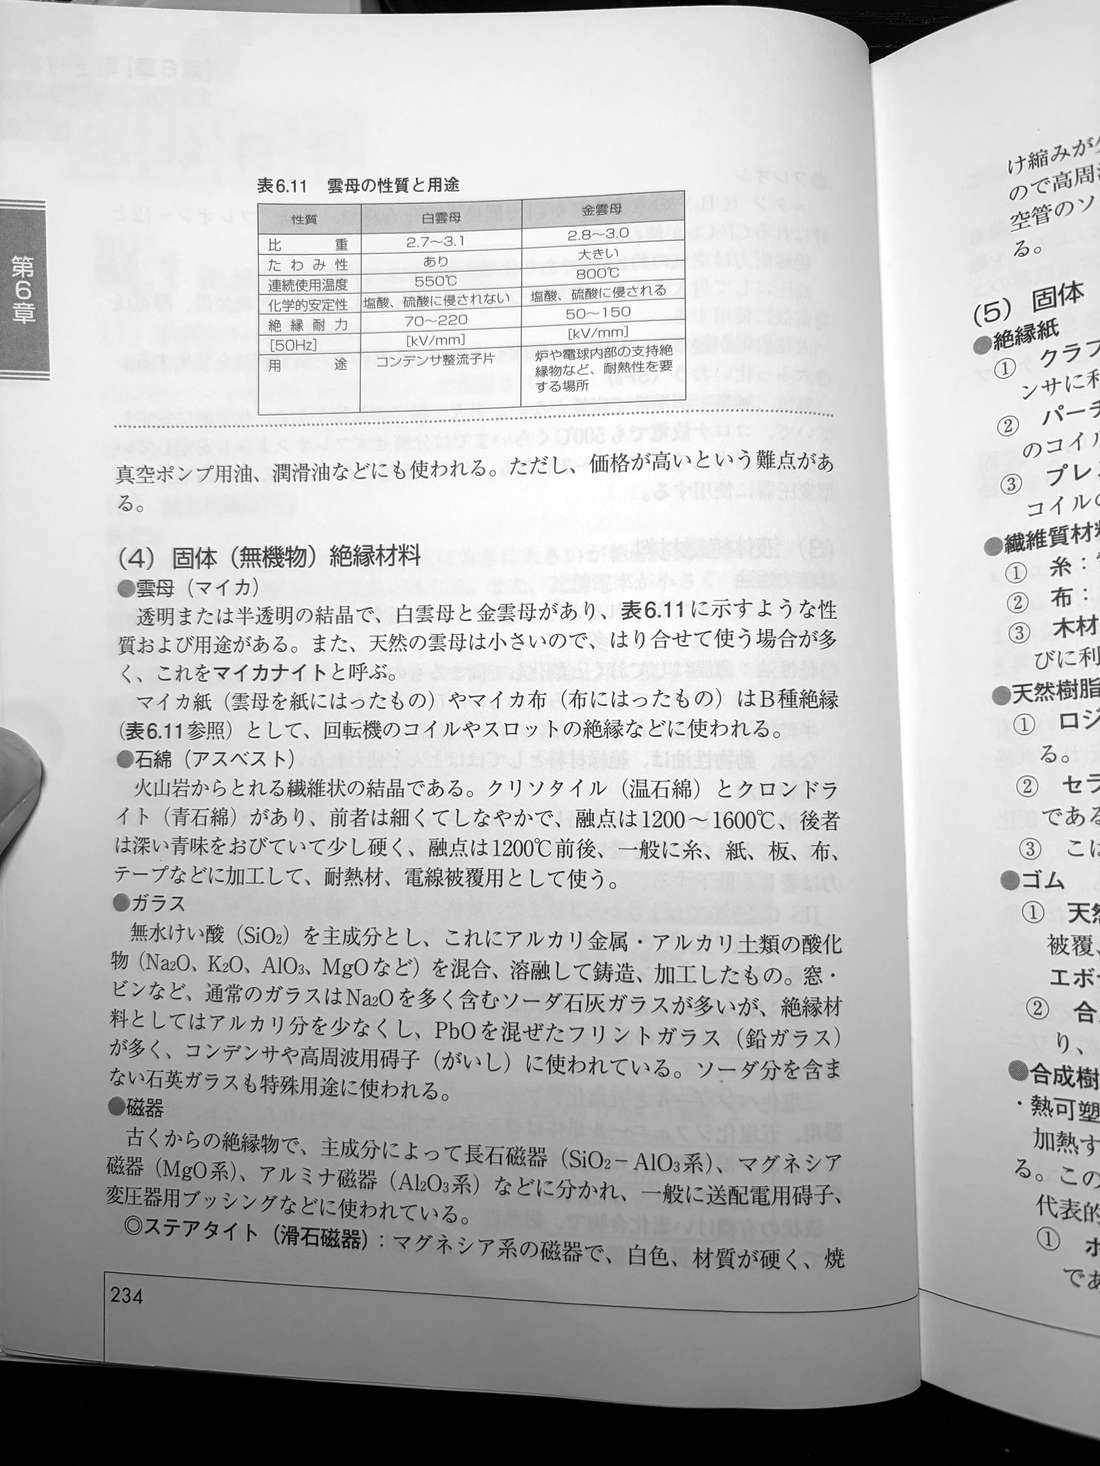 第6章
表6.11 雲母の性質と用途
性質 白雲母 金雲母
比重 2.7～3.1 2.8～3.0
たわみ性 あり 大きい
連続使用温度 550℃ 800℃
化学的安定性 塩酸、硫酸に侵されない 塩酸、硫酸に侵される
絶縁耐力 70～220 50～150
[50Hz] [kV/mm] [kV/mm]
用途 コンデンサ整流子片 炉や電球内部の支持絶
縁物など、耐熱性を要
する場所
真空ポンプ用油、潤滑油などにも使われる。ただし、価格が高いという難点があ
る。
（4）固体（無機物）絶縁材料
●雲母（マイカ）
透明または半透明の結晶で、白雲母と金雲母があり、表6.11に示すような性
質および用途がある。また、天然の雲母は小さいので、はり合せて使う場合が多
く、これをマイカナイトと呼ぶ。
マイカ紙（雲母を紙にはったもの）やマイカ布（布にはったもの）はB種絶縁
（表6.11参照）として、回転機のコイルやスロットの絶縁などに使われる。
●石綿（アスベスト）
火山岩からとれる繊維状の結晶である。クリソタイル（温石綿）とクロンドラ
イト（青石綿）があり、前者は細くてしなやかで、融点は1200～1600℃、後者
は深い青味をおびていて少し硬く、融点は1200℃前後、一般に糸、紙、板、布、
テープなどに加工して、耐熱材、電線被覆用として使う。
●ガラス
無水けい酸（SiO₂）を主成分とし、これにアルカリ金属・アルカリ土類の酸化
物（Na₂O、K₂O、AlO₃、MgOなど）を混合、溶融して鋳造、加工したもの。窓・
ビンなど、通常のガラスはNa₂Oを多く含むソーダ石灰ガラスが多いが、絶縁材
料としてはアルカリ分を少なくし、PbOを混ぜたフリントガラス（鉛ガラス）
が多く、コンデンサや高周波用碍子（がいし）に使われている。ソーダ分を含ま
ない石英ガラスも特殊用途に使われる。
●磁器
古くからの絶縁物で、主成分によって長石磁器（SiO₂−AlO₃系）、マグネシア
磁器（MgO系）、アルミナ磁器（Al₂O₃系）などに分かれ、一般に送配電用碍子、
変圧器用ブッシングなどに使われている。
◎ステアタイト（滑石磁器）：マグネシア系の磁器で、白色、材質が硬く、焼
234
け縮みが
ので高周
空管のソ
る。
（5）固体
●絶縁紙
① クラフ
ンサに利
② パーチ
のコイル
③ プレス
コイルの
●繊維質材料
① 糸：
② 布：
③ 木材
びに利
●天然樹脂
① ロジ
る。
② セラ
である
③ こは
●ゴム
① 天然
被覆、
エボ
② 合
り、
●合成樹
・熱可塑
加熱す
る。この
代表的
① ポ
であ